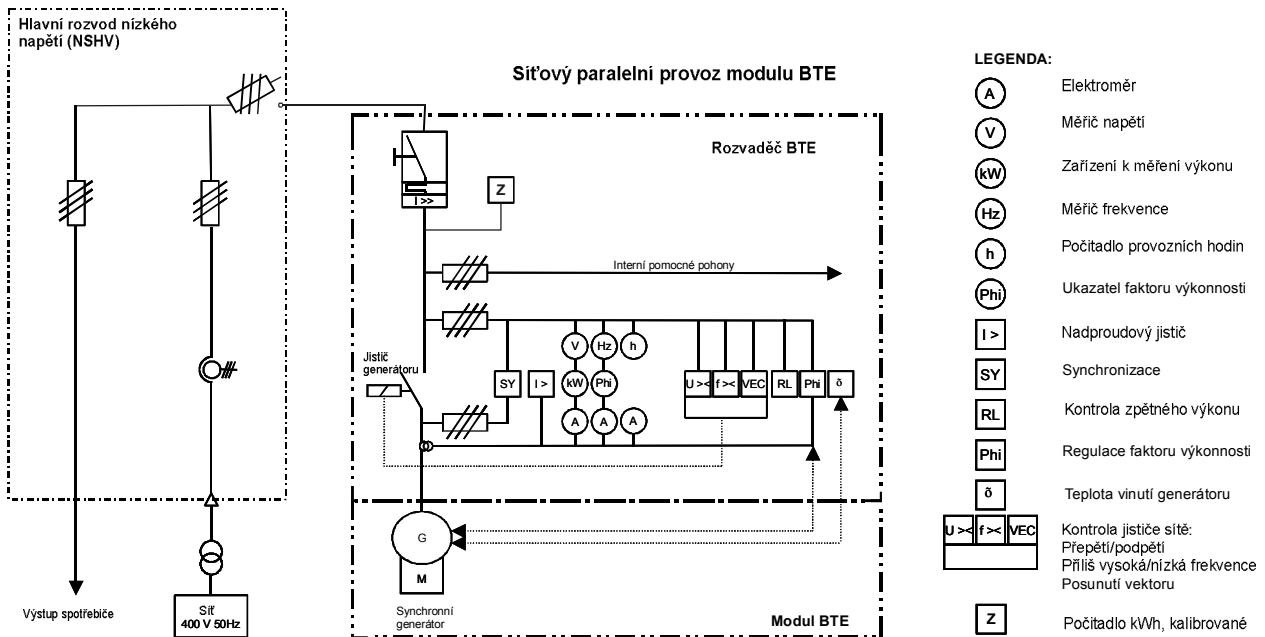 Hlavní rozvod nízkého
napětí (NSHV)
Síťový paralelní provoz modulu BTE
Rozvaděč BTE
I >>
Z
Interní pomocné pohony
Jistič
generátoru
SY
I >
V
Hz
h
kW
Phi
A
A
A
U ><
f ><
VEC
RL
Phi
δ
G
M
Synchronní
generátor
Modul BTE
Výstup spotřebiče
Síť
400 V 50Hz
LEGENDA:
A Elektroměr
V Měřič napětí
kW Zařízení k měření výkonu
Hz Měřič frekvence
h Počitadlo provozních hodin
Phi Ukazatel faktoru výkonnosti
I > Nadproudový jistič
SY Synchronizace
RL Kontrola zpětného výkonu
Phi Regulace faktoru výkonnosti
δ Teplota vinutí generátoru
U >< f >< VEC Kontrola jističe sítě:
Přepětí/podpětí
Příliš vysoká/nízká frekvence
Posunutí vektoru
Z Počitadlo kWh, kalibrované